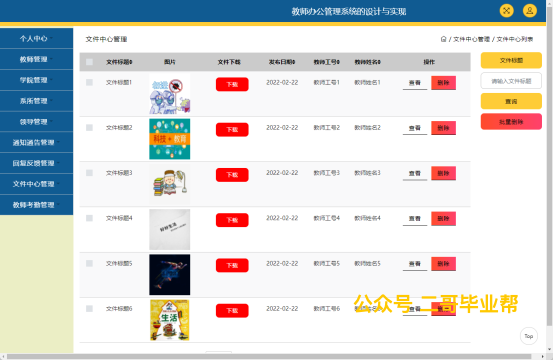 教师办公管理系统的设计与实现
个人中心
教师管理
学院管理
系所管理
领导管理
通知通告管理
回复反馈管理
文件中心管理
教师考勤管理
文件中心管理
/ 文件中心管理 / 文件中心列表
文件标题 图片 文件下载 发布日期 教师工号 教师姓名 操作
文件标题1 下载 2022-02-22 教师工号1 教师姓名1 查看 删除
文件标题2 科技 教师 下载 2022-02-22 教师工号2 教师姓名2 查看 删除
文件标题3 下载 2022-02-22 教师工号3 教师姓名3 查看 删除
文件标题4 下载 2022-02-22 教师工号4 教师姓名4 查看 删除
文件标题5 下载 2022-02-22 教师工号5 教师姓名5 查看 删除
文件标题6 生活 下载 2022-02-22 教师工号6 教师姓名6 查看
文件标题
请输入文件标题
查询
批量删除
公众号 二哥毕业帮
Top